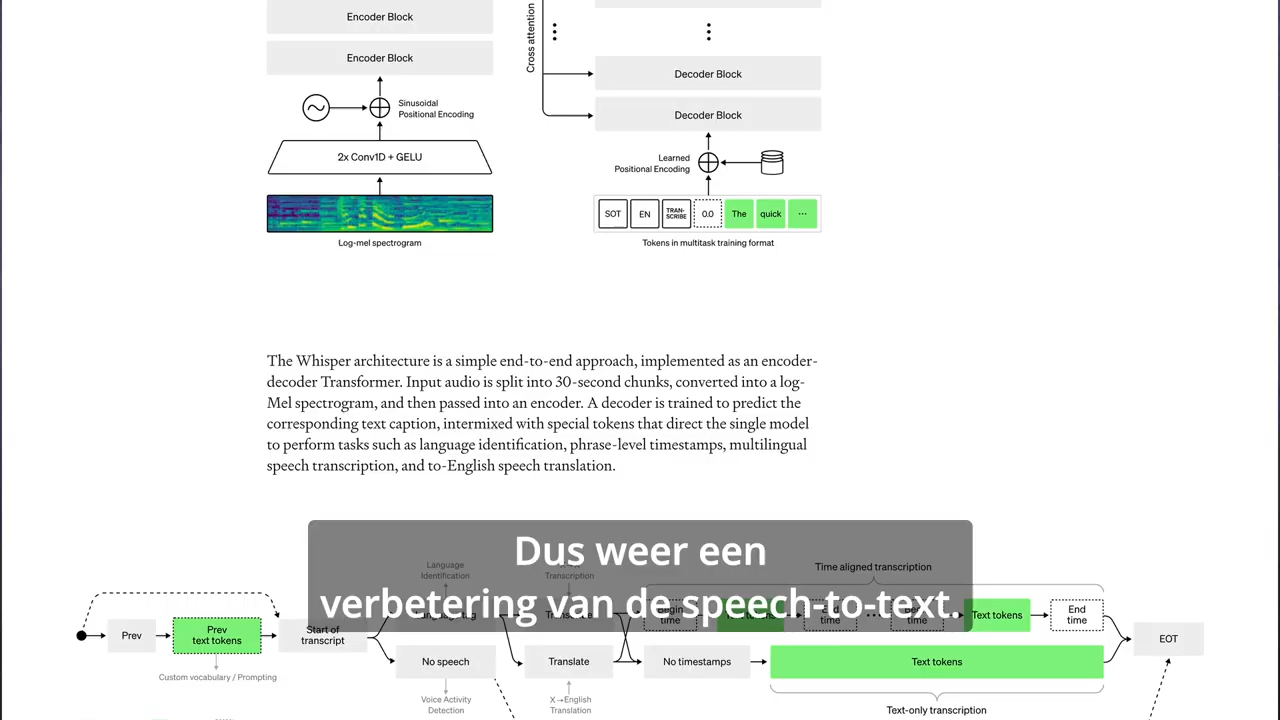 Encoder Block
Encoder Block
Sinusoidal
Positional Encoding
2x Conv1D + GELU
Log-mel spectrogram
Cross attention
Decoder Block
Decoder Block
Learned
Positional Encoding
SOT EN TRAN-
SCRIBE 0.0 The quick ...
Tokens in multitask training format
The Whisper architecture is a simple end-to-end approach, implemented as an encoder-
decoder Transformer. Input audio is split into 30-second chunks, converted into a log-
Mel spectrogram, and then passed into an encoder. A decoder is trained to predict the
corresponding text caption, intermixed with special tokens that direct the single model
to perform tasks such as language identification, phrase-level timestamps, multilingual
speech transcription, and to-English speech translation.
Dus weer een
verbetering van de speech-to-text.
Language
Identification
Transcription
Time aligned transcription
Prev
Prev
text tokens
Start of
transcript
Begin
time
time
time
Text tokens
End
time
EOT
No speech
Translate
No timestamps
Text tokens
Custom vocabulary / Prompting
Voice Activity
Detection
X → English
Translation
Text-only transcription